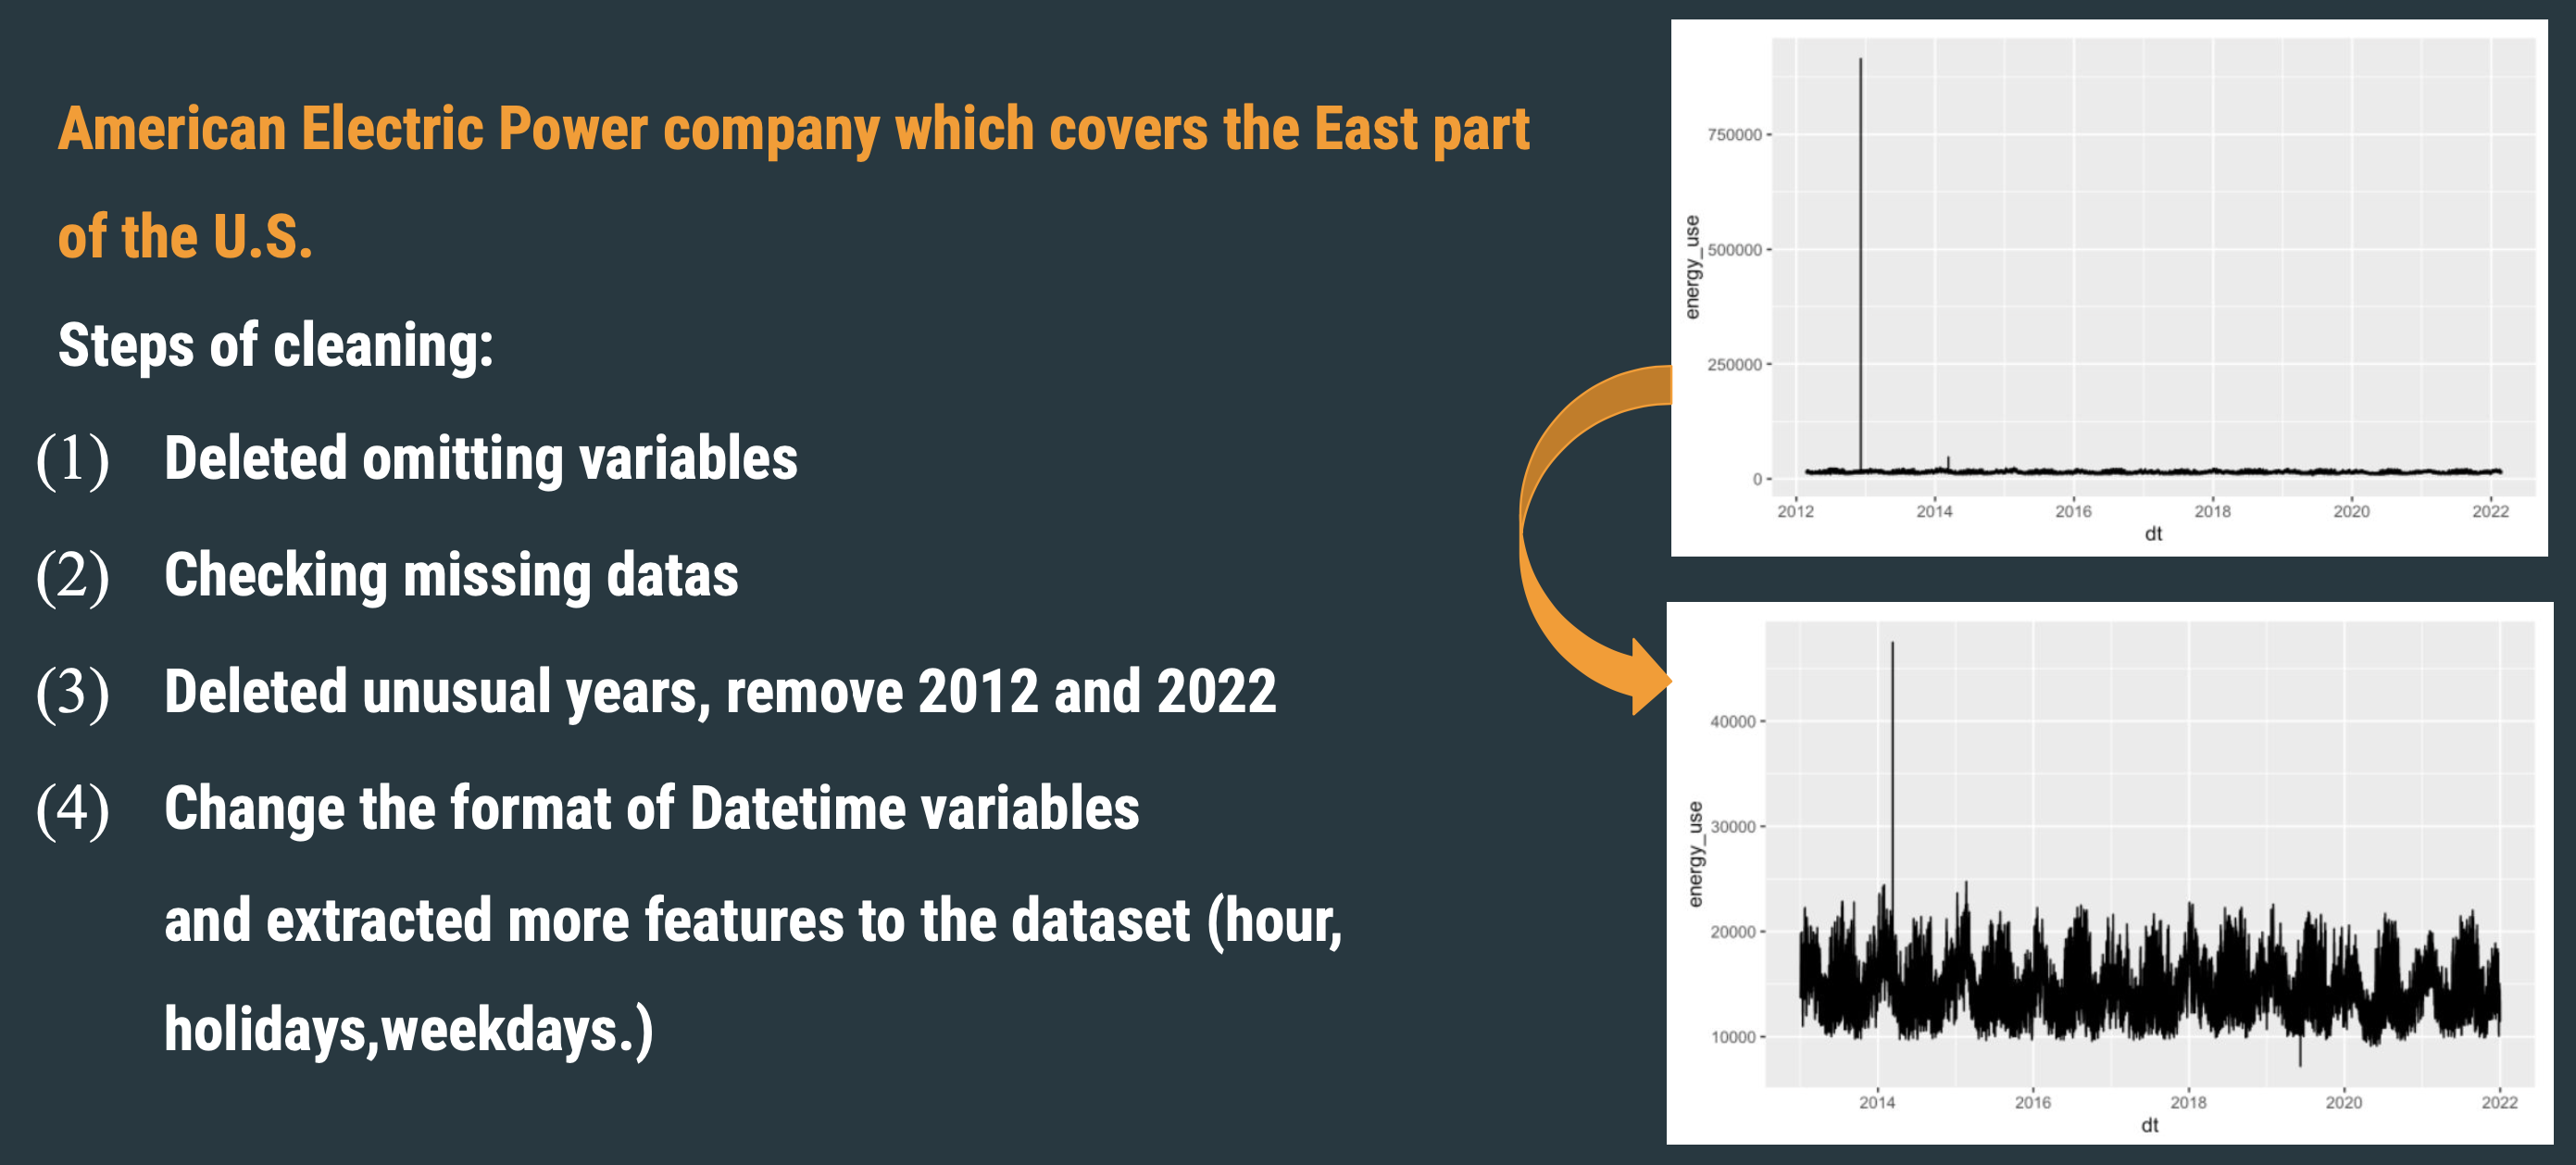 American Electric Power company which covers the East part
of the U.S.
Steps of cleaning:
(1) Deleted omitting variables
(2) Checking missing datas
(3) Deleted unusual years, remove 2012 and 2022
(4) Change the format of Datetime variables
and extracted more features to the dataset (hour,
holidays,weekdays.)
energy_use
750000
500000
250000
0
2012 2014 2016 2018 2020 2022
dt
energy_use
40000
30000
20000
10000
2014 2016 2018 2020 2022
dt